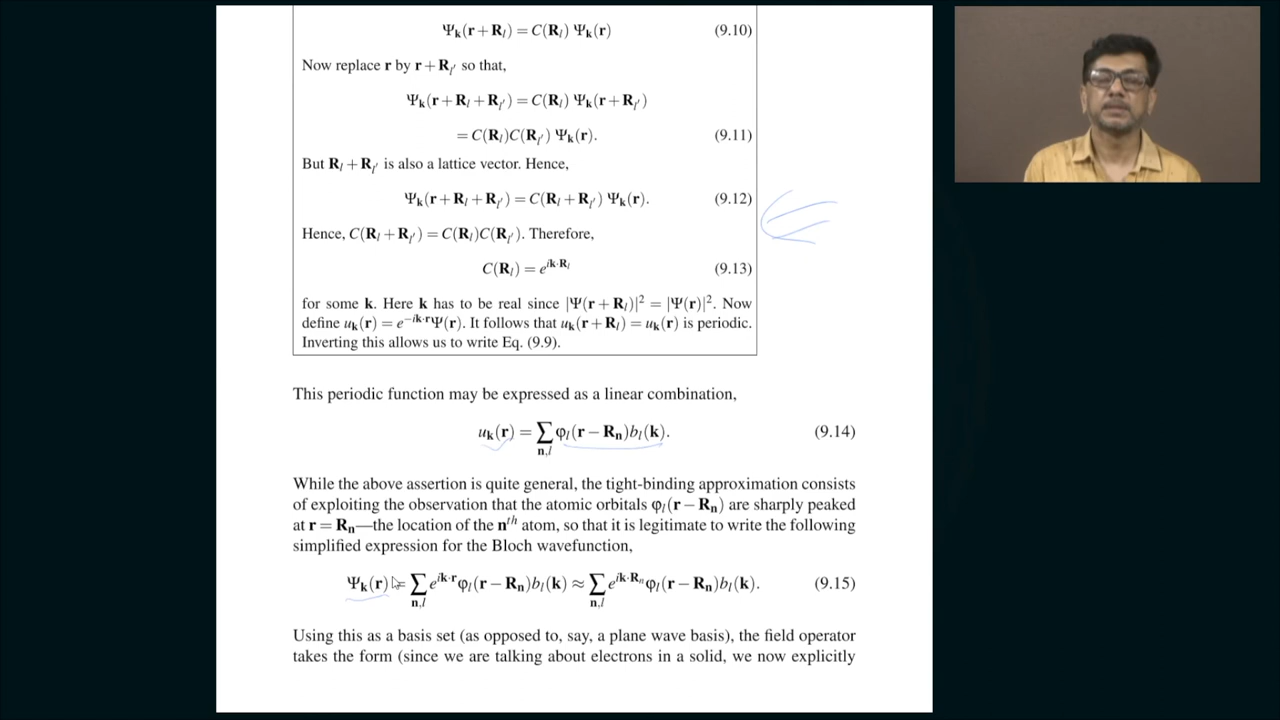 Ψ_k(r + R_l) = C(R_l) Ψ_k(r) (9.10)
Now replace r by r + R_l′ so that,
Ψ_k(r + R_l + R_l′) = C(R_l) Ψ_k(r + R_l′)
= C(R_l)C(R_l′) Ψ_k(r). (9.11)
But R_l + R_l′ is also a lattice vector. Hence,
Ψ_k(r + R_l + R_l′) = C(R_l + R_l′) Ψ_k(r). (9.12)
Hence, C(R_l + R_l′) = C(R_l)C(R_l′). Therefore,
C(R_l) = e^{ik·R_l} (9.13)
for some k. Here k has to be real since |Ψ(r + R_l)|² = |Ψ(r)|². Now
define u_k(r) = e^{−ik·r}Ψ(r). It follows that u_k(r + R_l) = u_k(r) is periodic.
Inverting this allows us to write Eq. (9.9).
This periodic function may be expressed as a linear combination,
u_k(r) = ∑_{n,l} φ_l(r − R_n)b_l(k). (9.14)
While the above assertion is quite general, the tight-binding approximation consists
of exploiting the observation that the atomic orbitals φ_l(r − R_n) are sharply peaked
at r = R_n—the location of the n^{th} atom, so that it is legitimate to write the following
simplified expression for the Bloch wavefunction,
Ψ_k(r) = ∑_{n,l} e^{ik·r}φ_l(r − R_n)b_l(k) ≈ ∑_{n,l} e^{ik·R_n}φ_l(r − R_n)b_l(k). (9.15)
Using this as a basis set (as opposed to, say, a plane wave basis), the field operator
takes the form (since we are talking about electrons in a solid, we now explicitly